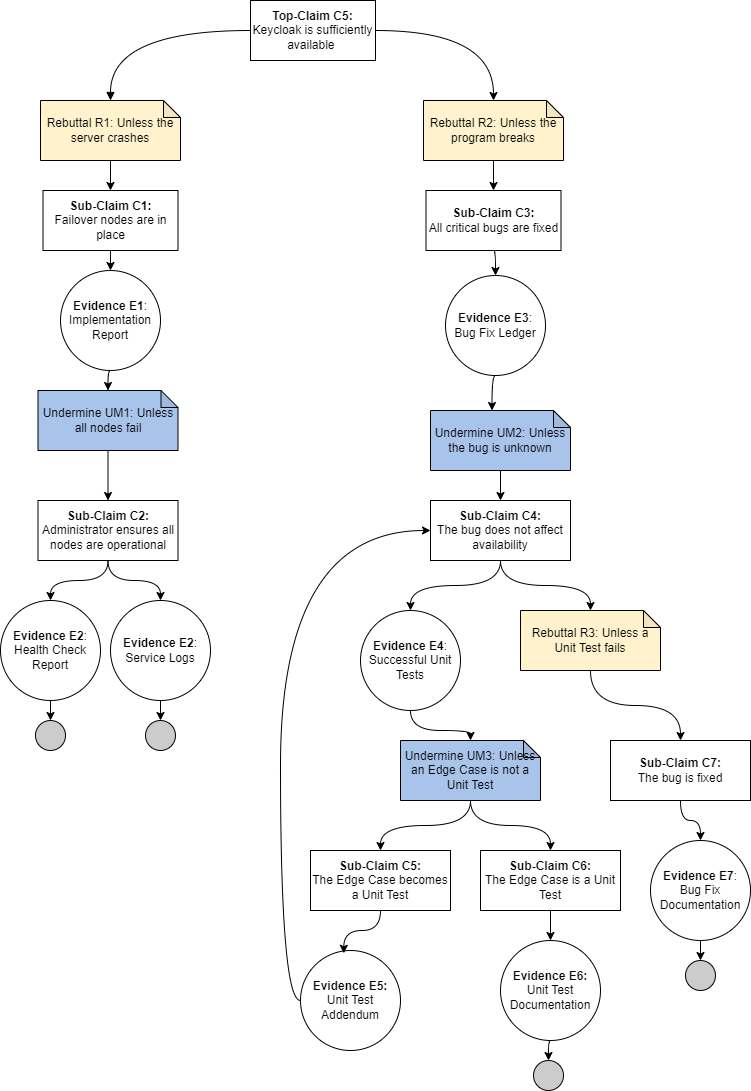 Top-Claim C5:
Keycloak is sufficiently
available
Rebuttal R1: Unless the
server crashes
Rebuttal R2: Unless the
program breaks
Sub-Claim C1:
Failover nodes are in
place
Sub-Claim C3:
All critical bugs are fixed
Evidence E1:
Implementation
Report
Evidence E3:
Bug Fix Ledger
Undermine UM1: Unless
all nodes fail
Undermine UM2: Unless
the bug is unknown
Sub-Claim C2:
Administrator ensures all
nodes are operational
Sub-Claim C4:
The bug does not affect
availability
Evidence E2:
Health Check
Report
Evidence E2:
Service Logs
Evidence E4:
Successful Unit
Tests
Rebuttal R3: Unless a
Unit Test fails
Undermine UM3: Unless
an Edge Case is not a
Unit Test
Sub-Claim C7:
The bug is fixed
Sub-Claim C5:
The Edge Case becomes
a Unit Test
Sub-Claim C6:
The Edge Case is a Unit
Test
Evidence E7:
Bug Fix
Documentation
Evidence E5:
Unit Test
Addendum
Evidence E6:
Unit Test
Documentation